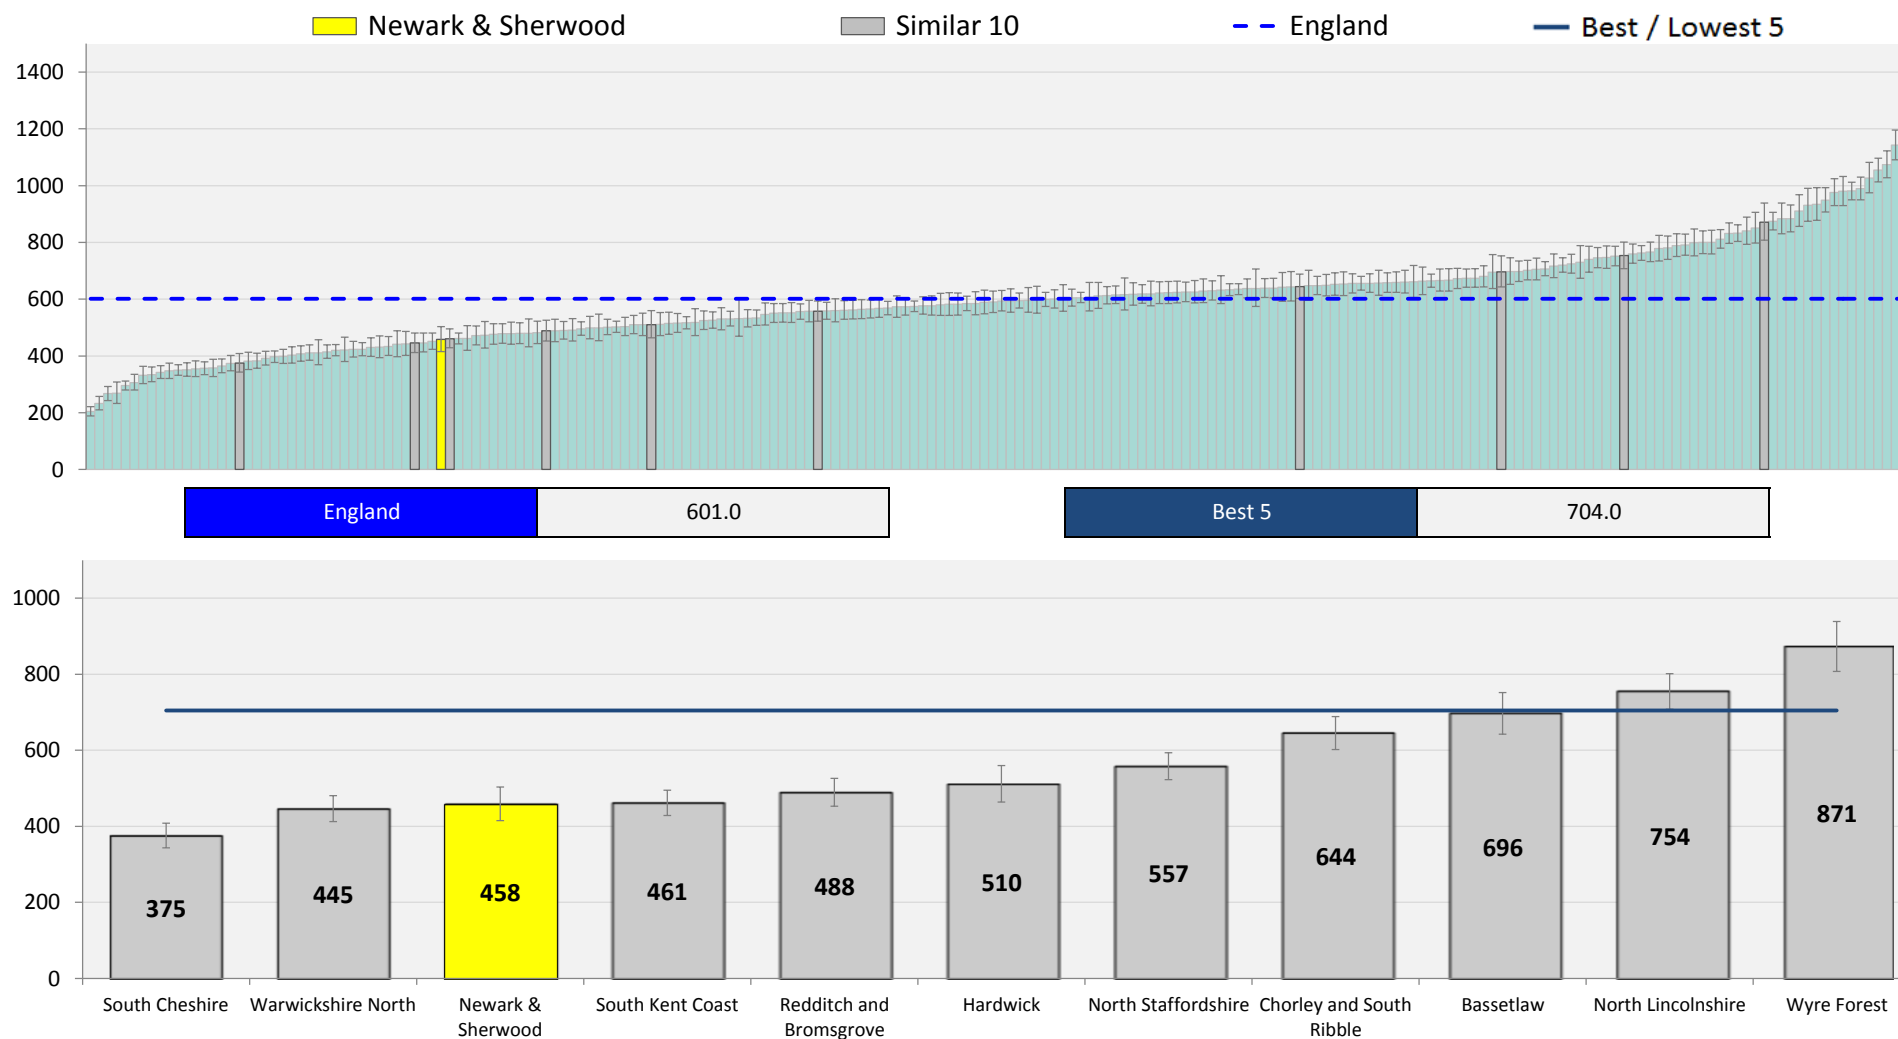 Newark & Sherwood
Similar 10
England
Best / Lowest 5
1400
1200
1000
800
600
400
200
0
England
601.0
Best 5
704.0
1000
800
600
400
200
0
375
445
458
461
488
510
557
644
696
754
871
South Cheshire
Warwickshire North
Newark &
Sherwood
South Kent Coast
Redditch and
Bromsgrove
Hardwick
North Staffordshire
Chorley and South
Ribble
Bassetlaw
North Lincolnshire
Wyre Forest